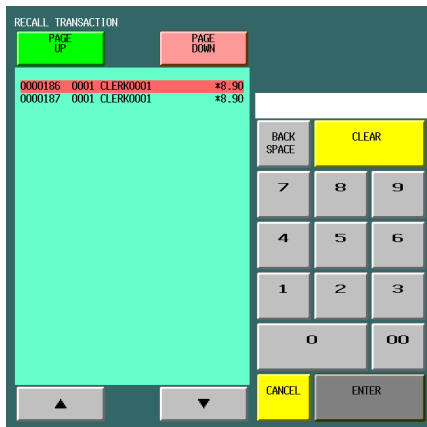 RECALL TRANSACTION
PAGE UP
PAGE DOWN
0000186 0001 CLERK0001 *8.90
0000187 0001 CLERK0001 *8.90
BACK SPACE
CLEAR
7 8 9
4 5 6
1 2 3
0 00
CANCEL ENTER